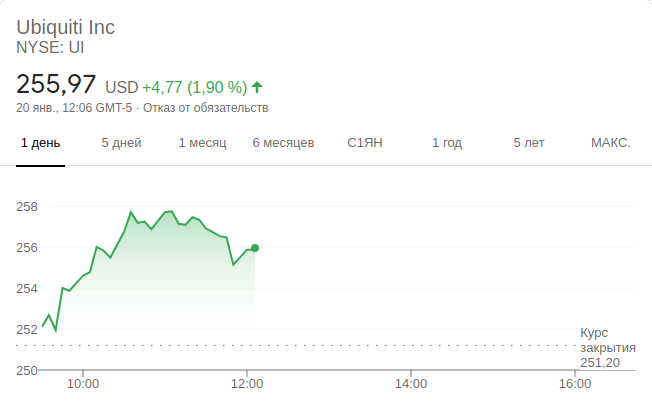 Ubiquiti Inc
NYSE: UI
255,97 USD +4,77 (1,90 %)
20 янв., 12:06 GMT-5 · Отказ от обязательств
1 день 5 дней 1 месяц 6 месяцев С1ЯН 1 год 5 лет МАКС.
258
256
254
252
Курс
закрытия
251,20
250
10:00 12:00 14:00 16:00